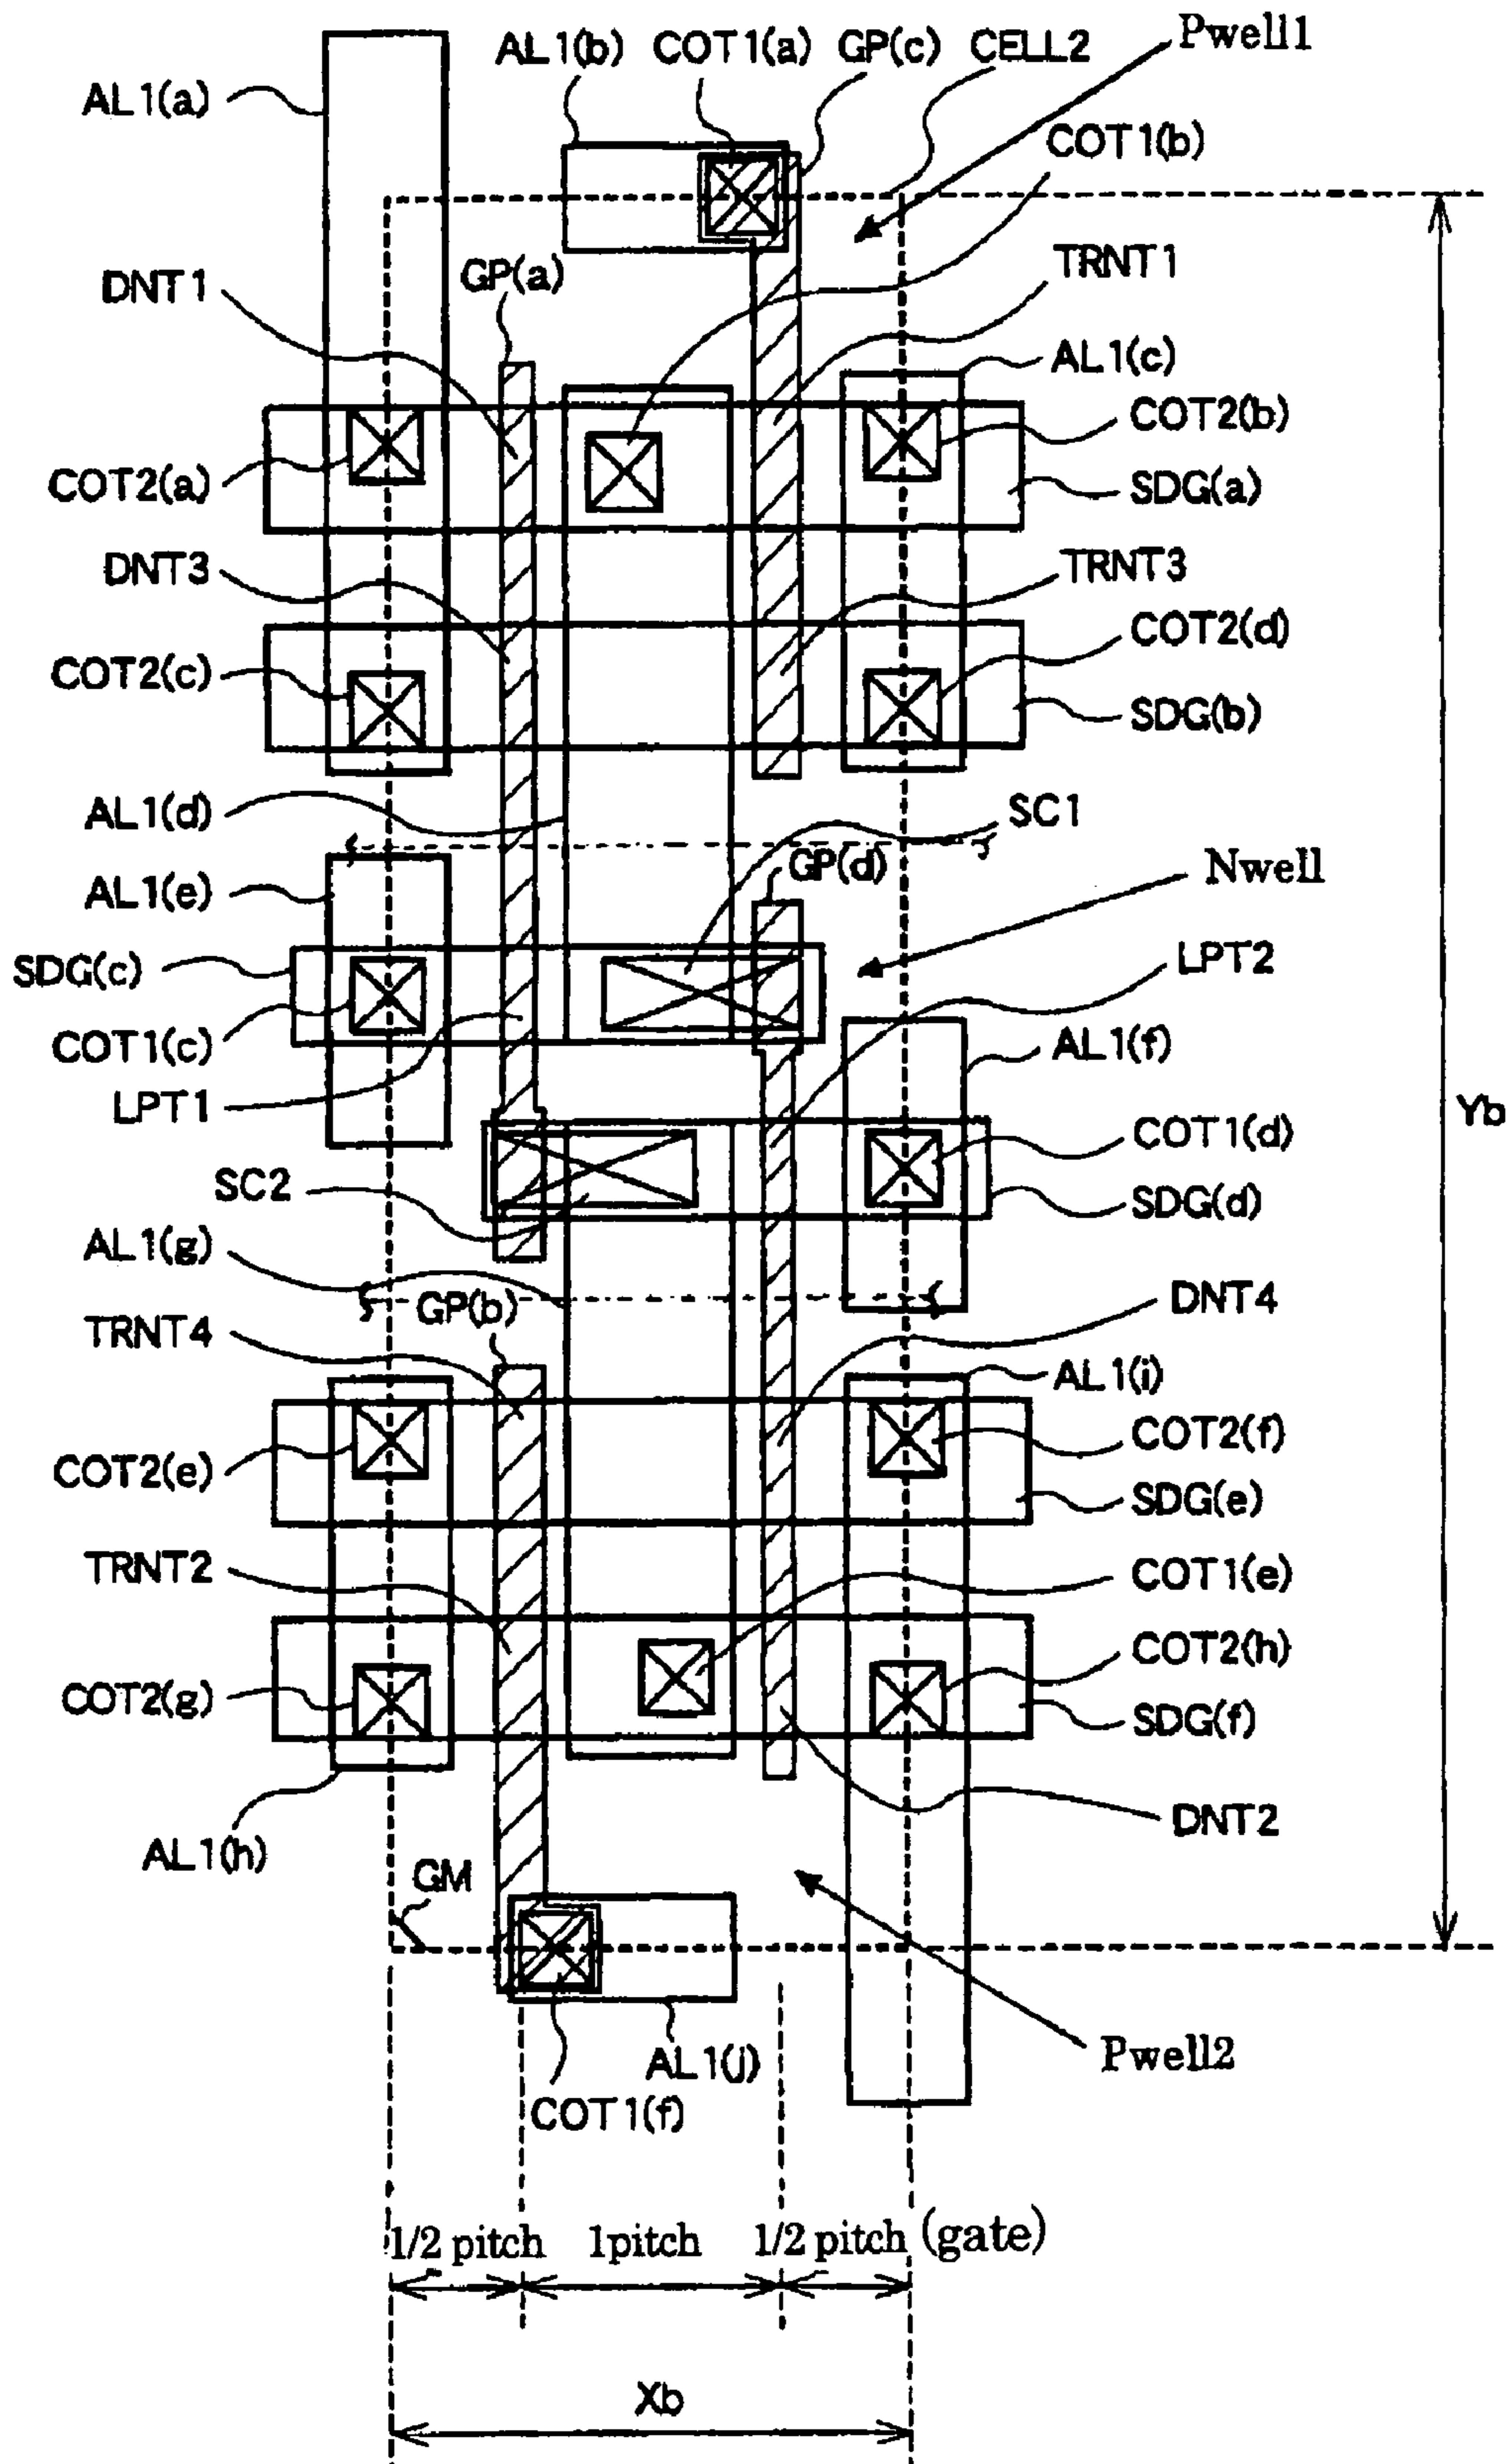 Pwell1
AL1(b) COT1(a) GP(c) CELL2
AL1(a)
COT1(b)
GP(a)
TRNT1
DNT1
AL1(c)
COT2(b)
COT2(a)
SDG(a)
DNT3
TRNT3
COT2(d)
COT2(c)
SDG(b)
AL1(d)
SC1
GP(d)
Nwell
AL1(e)
SDG(c)
LPT2
COT1(c)
AL1(f)
LPT1
Yb
COT1(d)
SC2
SDG(d)
AL1(g)
GP(b)
DNT4
TRNT4
AL1(i)
COT2(f)
COT2(e)
SDG(e)
TRNT2
COT1(e)
COT2(h)
COT2(g)
SDG(f)
DNT2
AL1(h)
GM
Pwell2
AL1(j)
COT1(f)
1/2 pitch 1pitch 1/2 pitch (gate)
Xb